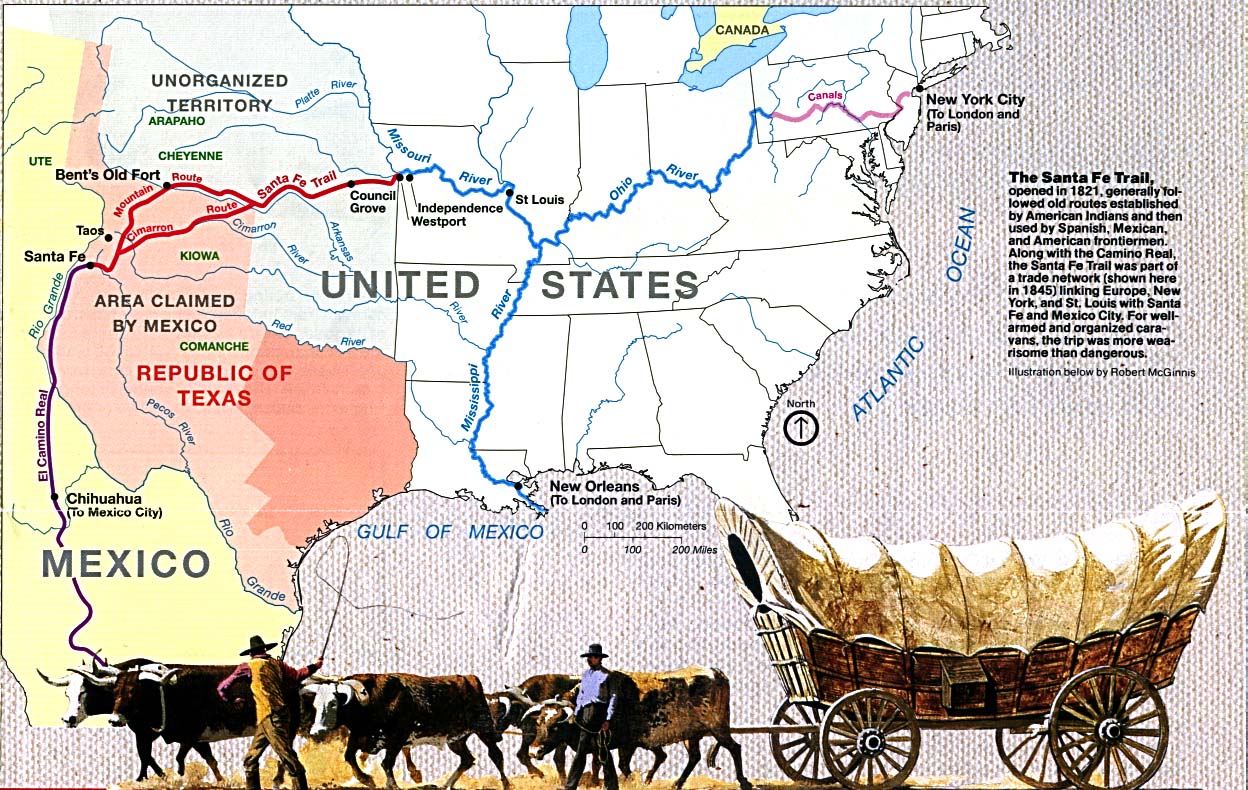 CANADA
UNORGANIZED
TERRITORY
Platte River
ARAPAHO
Canals
New York City
(To London and
Paris)
Missouri
River
UTE
CHEYENNE
Bent's Old Fort
Route
Mountain
Santa Fe Trail
Council
Grove
Independence
Westport
St Louis
Ohio
River
The Santa Fe Trail,
opened in 1821, generally fol-
lowed old routes established
by American Indians and then
used by Spanish, Mexican,
and American frontiermen.
Along with the Camino Real,
the Santa Fe Trail was part of
a trade network (shown here
in 1845) linking Europe, New
York, and St. Louis with Santa
Fe and Mexico City. For well-
armed and organized cara-
vans, the trip was more wea-
risome than dangerous.
Illustration below by Robert McGinnis
Taos
Cimarron
Route
Cimarron
River
Arkansas
Santa Fe
KIOWA
UNITED STATES
ATLANTIC
OCEAN
Rio Grande
AREA CLAIMED
BY MEXICO
River
River
Red
River
COMANCHE
REPUBLIC OF
TEXAS
Mississippi
North
El Camino Real
Pecos
River
Chihuahua
(To Mexico City)
New Orleans
(To London and Paris)
GULF OF MEXICO
0 100 200 Kilometers
0 100 200 Miles
Rio
Grande
MEXICO